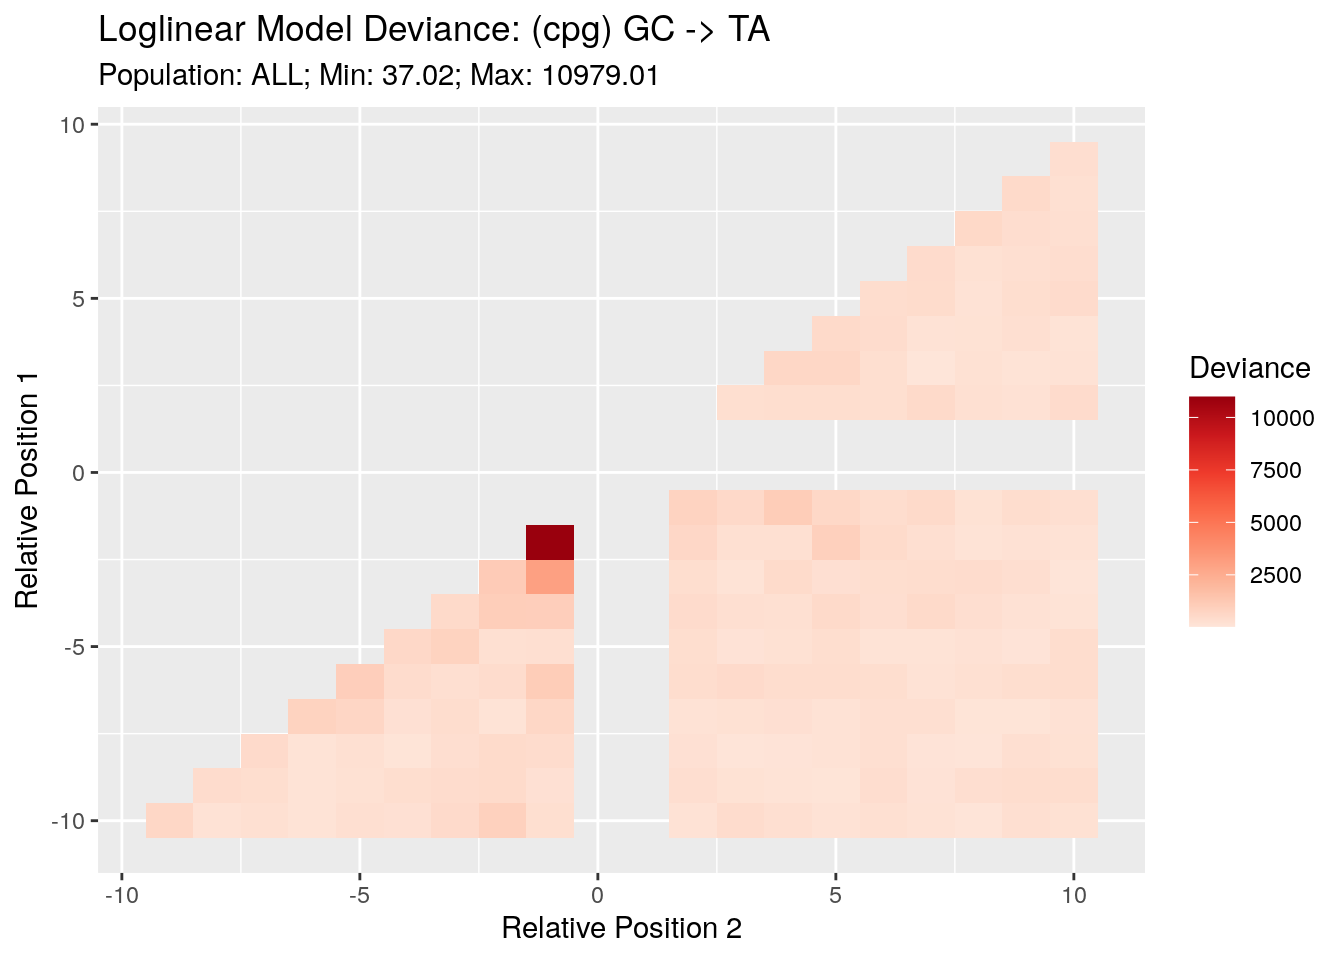 Loglinear Model Deviance: (cpg) GC -> TA
Population: ALL; Min: 37.02; Max: 10979.01
10
5
0
-5
-10
Relative Position 1
-10
-5
0
5
10
Relative Position 2
Deviance
10000
7500
5000
2500